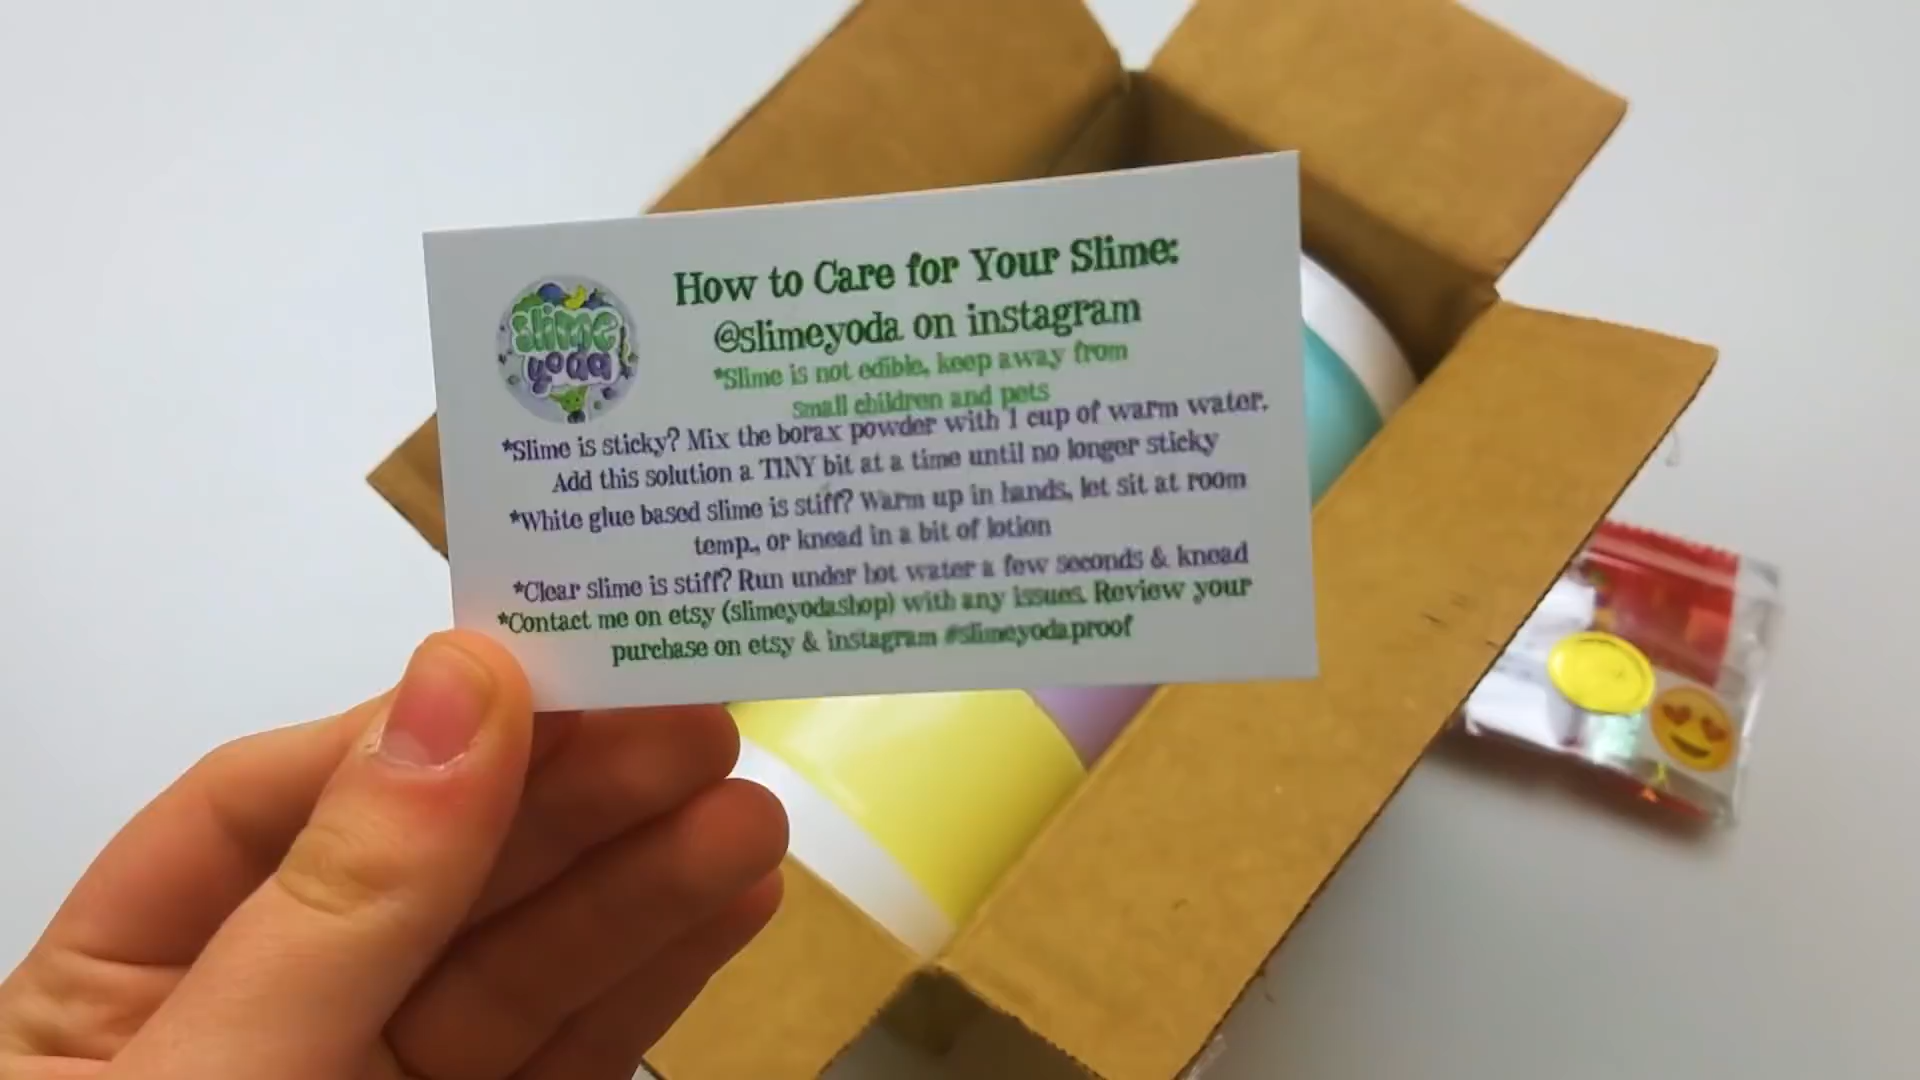 slime
yoda
How to Care for Your Slime:
@slimeyoda on instagram
*Slime is not edible, keep away from
small children and pets
*Slime is sticky? Mix the borax powder with 1 cup of warm water.
Add this solution a TINY bit at a time until no longer sticky
*White glue based slime is stiff? Warm up in hands, let sit at room
temp., or knead in a bit of lotion
*Clear slime is stiff? Run under hot water a few seconds & knead
*Contact me on etsy (slimeyodashop) with any issues. Review your
purchase on etsy & instagram #slimeyodaproof